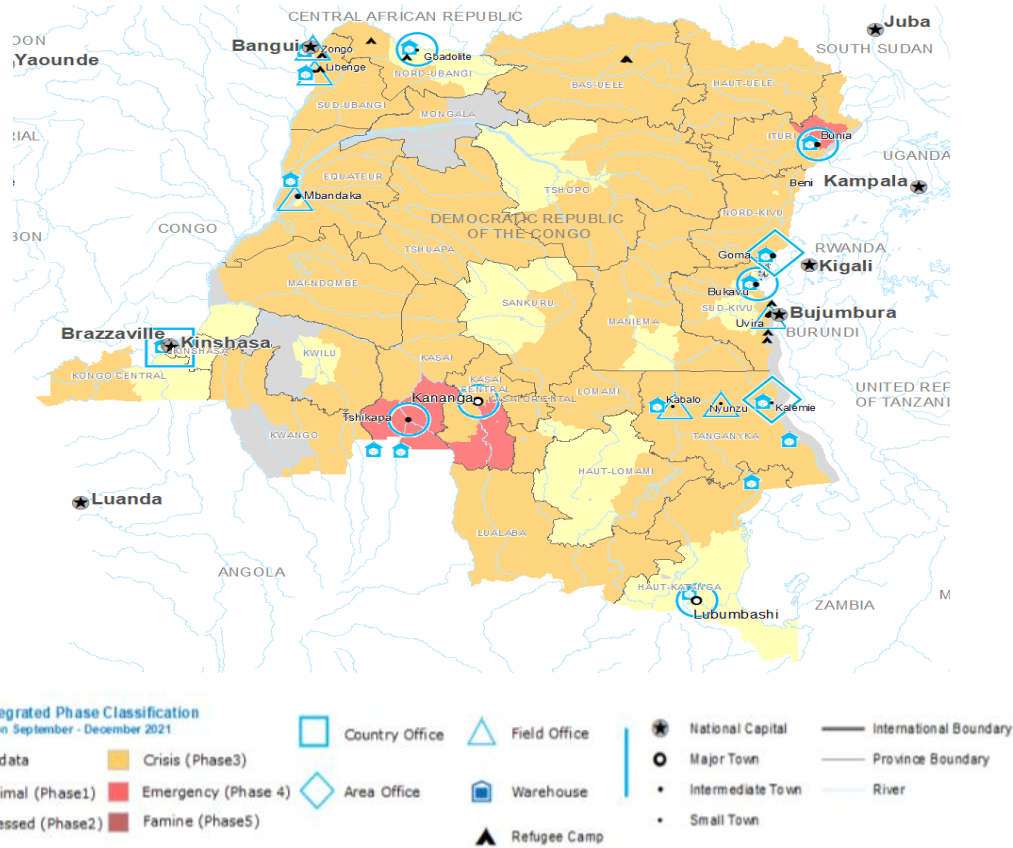 CENTRAL AFRICAN REPUBLIC
Juba
Bangui
Zongo
OON
Yaounde
Gbadolite
SOUTH SUDAN
Libenge
NORD-UBANGI
BAS-UELE
HAUT-UELE
SUD-UBANGI
MONGALA
RIAL
ITURI
Bunia
UGANDA
EQUATEUR
Beni
Kampala
TSHOPO
Mbandaka
NORD-KIVU
DEMOCRATIC REPUBLIC
OF THE CONGO
BON
CONGO
TSHUAPA
RWANDA
Goma
Kigali
MAI-NDOMBE
Bukavu
SANKURU
SUD-KIVU
Bujumbura
MANIEMA
Uvira
BURUNDI
Brazzaville
Kinshasa
KINSHASA
KWILU
KASAI
KONGO CENTRAL
KASAI
CENTRAL
UNITED REP
OF TANZANI
LOMAMI
Kananga
Kabalo
Nyunzu
Kalemie
Tshikapa
KWANGO
TANGANYKA
HAUT-LOMAMI
Luanda
LUALABA
ANGOLA
HAUT-KATANGA
ZAMBIA
M
Lubumbashi
egrated Phase Classification
on September - December 2021
data
Crisis (Phase3)
imal (Phase1)
Emergency (Phase 4)
essed (Phase2)
Famine (Phase5)
Country Office
Area Office
Field Office
Warehouse
Refugee Camp
National Capital
Major Town
Intermediate Town
Small Town
International Boundary
Province Boundary
River